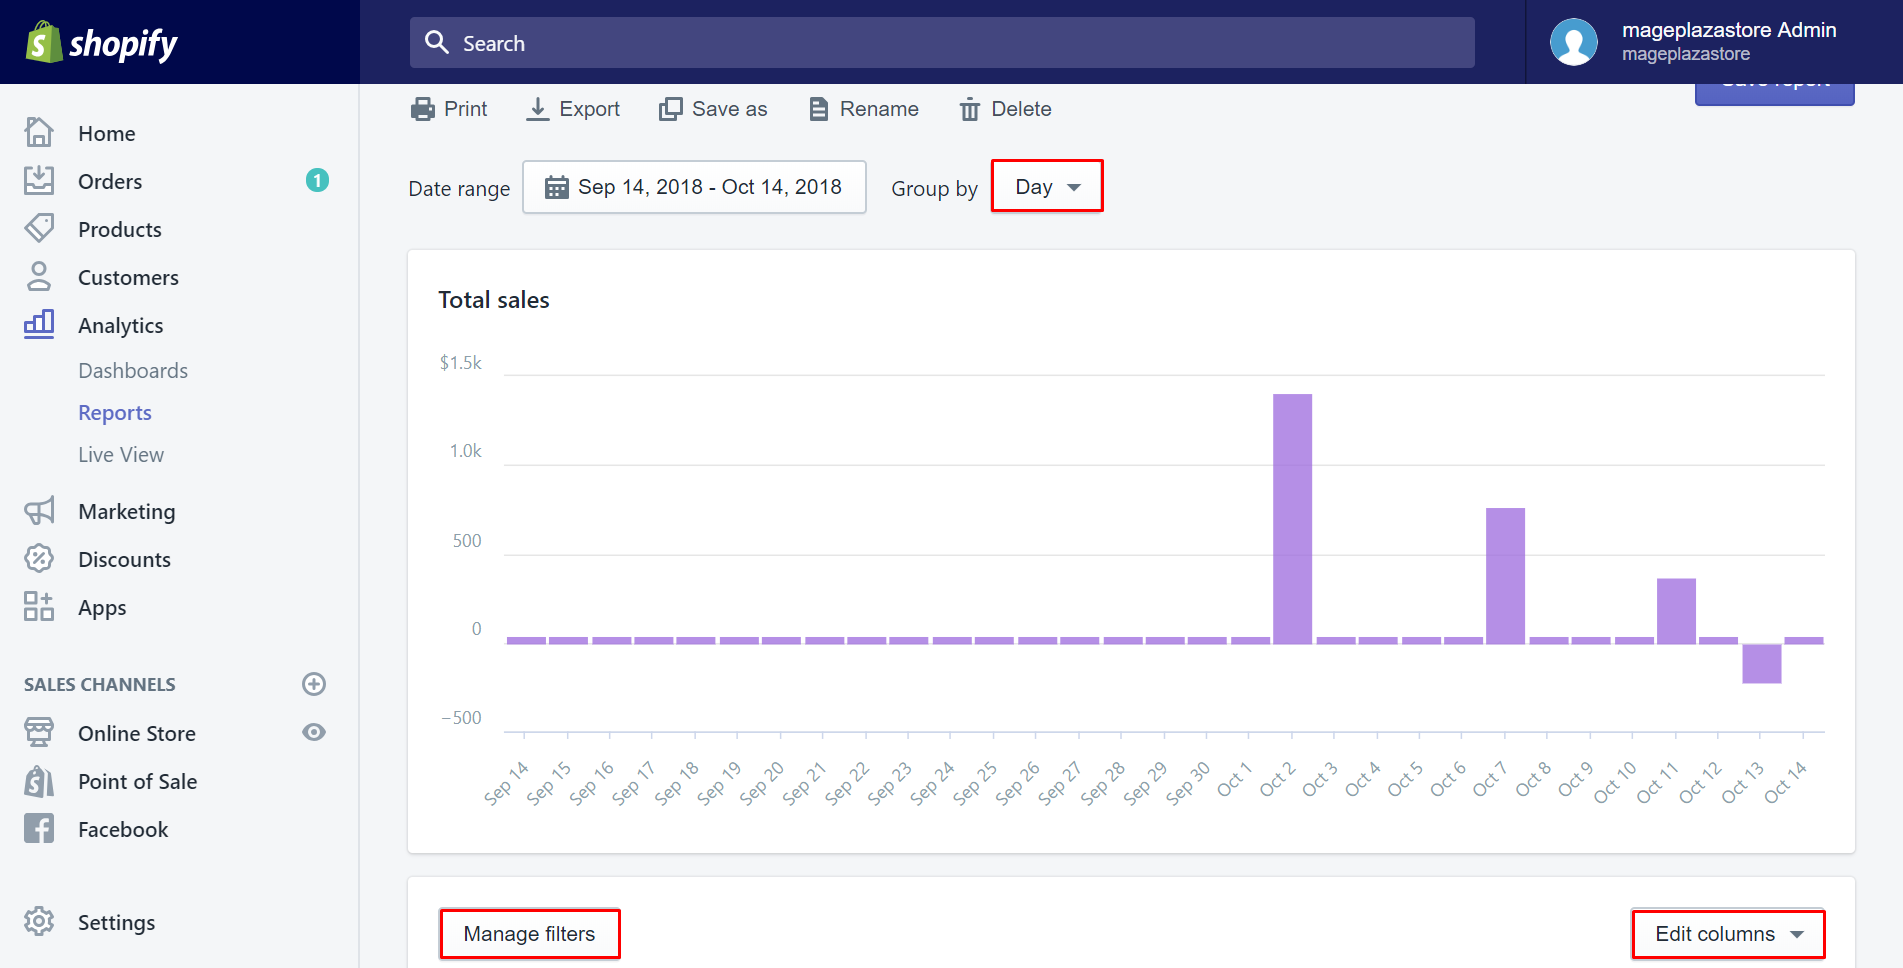 shopify
Search
mageplazastore Admin
mageplazastore
Save report
Print Export Save as Rename Delete
Date range Sep 14, 2018 - Oct 14, 2018 Group by Day
Home
Orders 1
Products
Customers
Analytics
Dashboards
Reports
Live View
Marketing
Discounts
Apps
SALES CHANNELS
Online Store
Point of Sale
Facebook
Settings
Total sales
$1.5k
1.0k
500
0
−500
Sep 14 Sep 15 Sep 16 Sep 17 Sep 18 Sep 19 Sep 20 Sep 21 Sep 22 Sep 23 Sep 24 Sep 25 Sep 26 Sep 27 Sep 28 Sep 29 Sep 30 Oct 1 Oct 2 Oct 3 Oct 4 Oct 5 Oct 6 Oct 7 Oct 8 Oct 9 Oct 10 Oct 11 Oct 12 Oct 13 Oct 14
Manage filters Edit columns